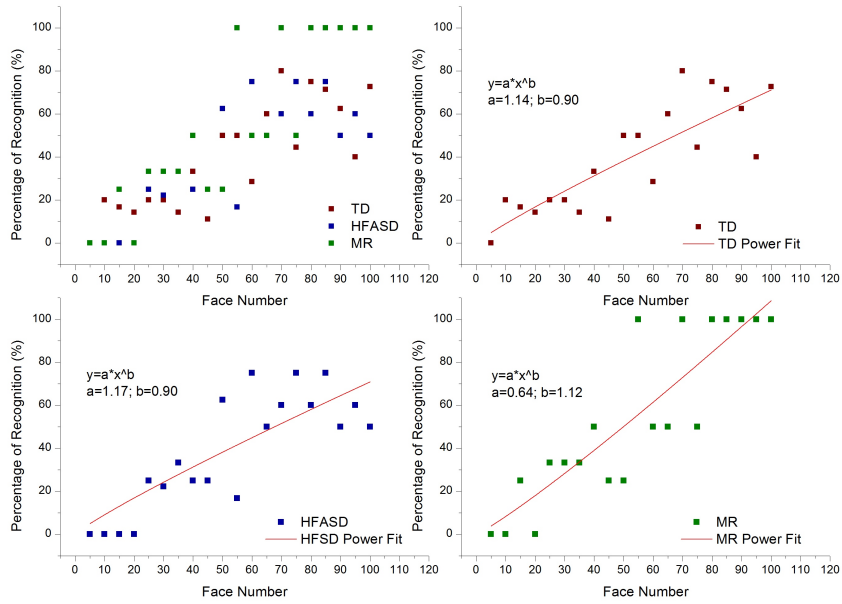 100
80
60
40
20
0
Percentage of Recognition (%)
TD
HFASD
MR
0 10 20 30 40 50 60 70 80 90 100 110 120
Face Number
100
80
60
40
20
0
Percentage of Recognition (%)
y=a*x^b
a=1.14; b=0.90
TD
TD Power Fit
0 10 20 30 40 50 60 70 80 90 100 110 120
Face Number
100
80
60
40
20
0
Percentage of Recognition (%)
y=a*x^b
a=1.17; b=0.90
HFASD
HFSD Power Fit
0 10 20 30 40 50 60 70 80 90 100 110 120
Face Number
100
80
60
40
20
0
Percentage of Recognition (%)
y=a*x^b
a=0.64; b=1.12
MR
MR Power Fit
0 10 20 30 40 50 60 70 80 90 100 110 120
Face Number